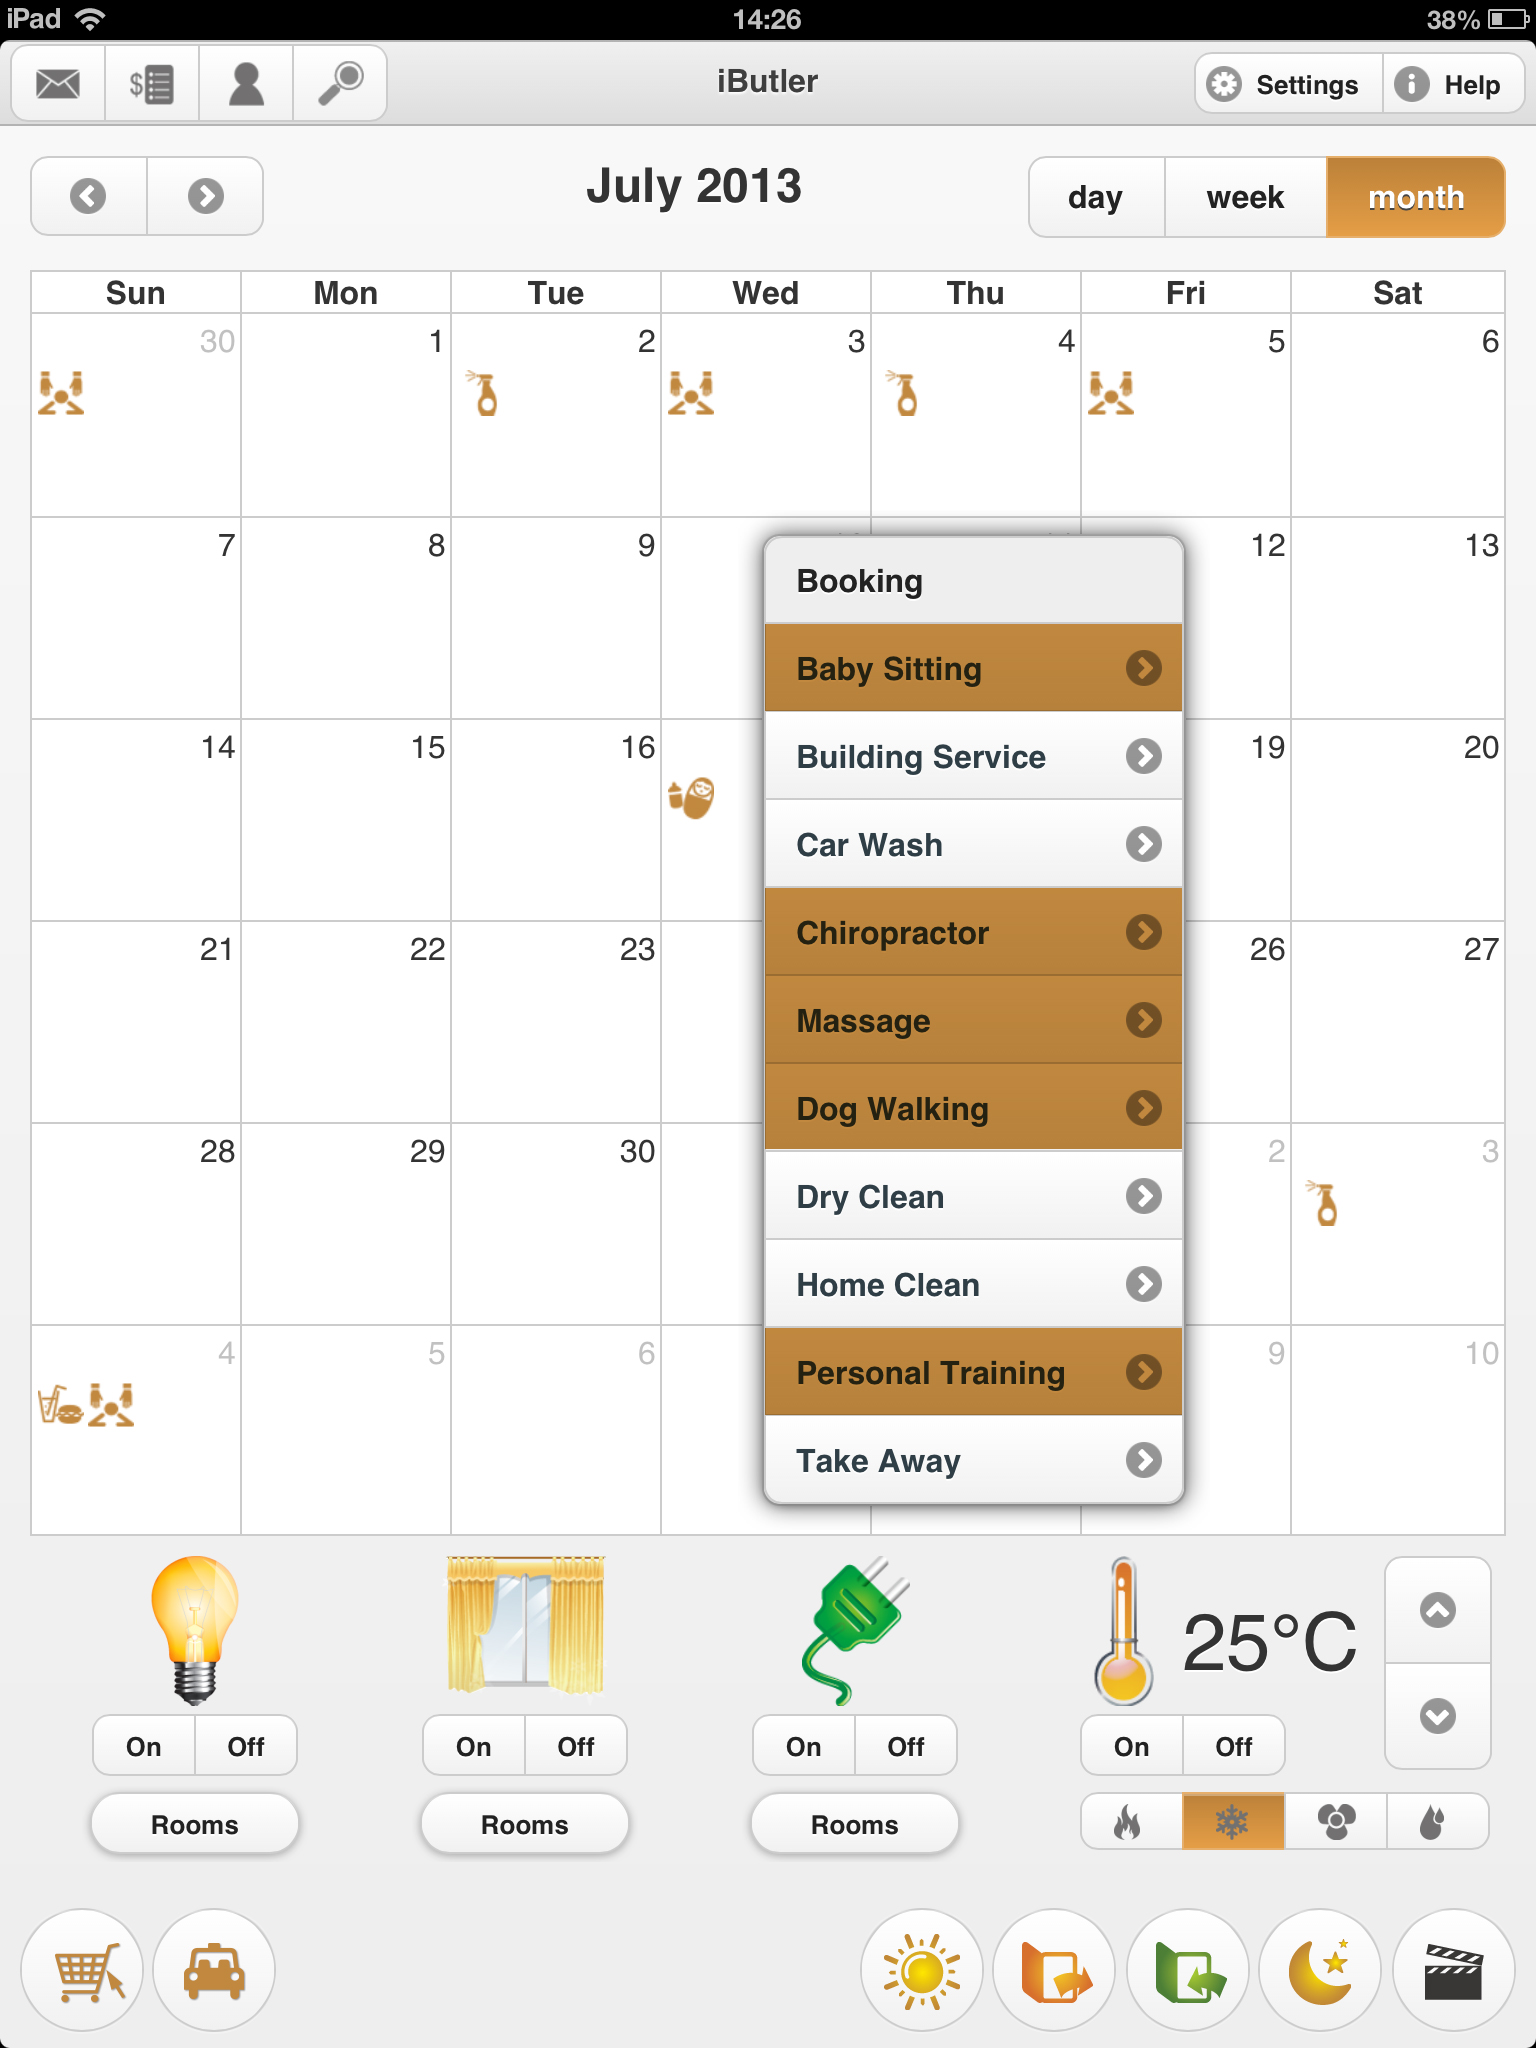 iPad 14:26 38%
iButler
Settings Help
July 2013
day week month
Sun Mon Tue Wed Thu Fri Sat
30 1 2 3 4 5 6
7 8 9 12 13
14 15 16 19 20
21 22 23 26 27
28 29 30 2 3
4 5 6 9 10
Booking
Baby Sitting
Building Service
Car Wash
Chiropractor
Massage
Dog Walking
Dry Clean
Home Clean
Personal Training
Take Away
25°C
On Off On Off On Off On Off
Rooms Rooms Rooms